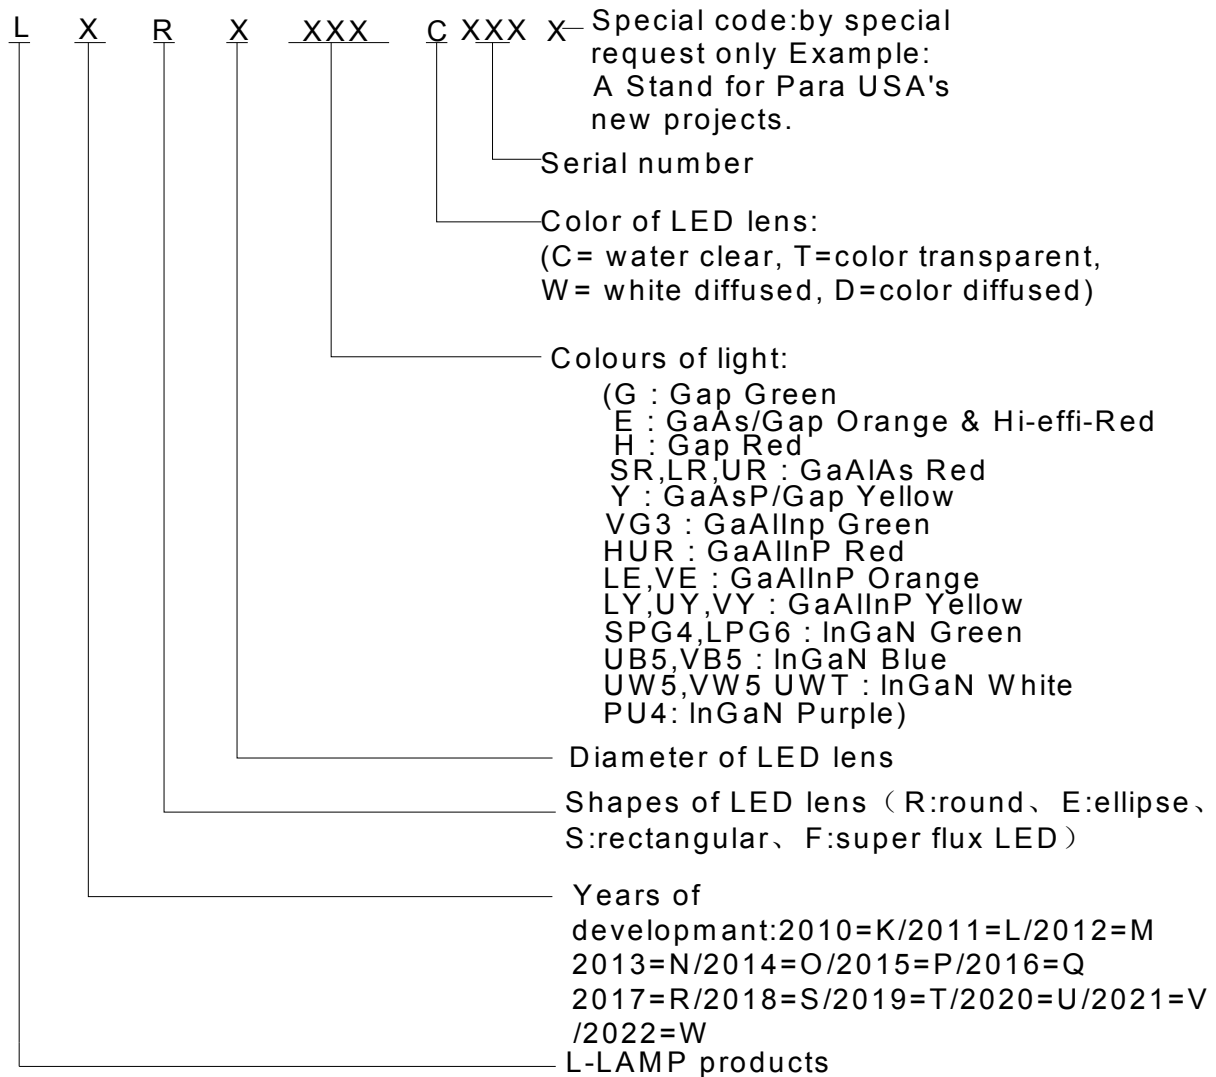 L X R X XXX C XXX X Special code:by special
request only Example:
A Stand for Para USA's
new projects.
Serial number
Color of LED lens:
(C= water clear, T=color transparent,
W= white diffused, D=color diffused)
Colours of light:
(G : Gap Green
E : GaAs/Gap Orange & Hi-effi-Red
H : Gap Red
SR,LR,UR : GaAlAs Red
Y : GaAsP/Gap Yellow
VG3 : GaAlInp Green
HUR : GaAlInP Red
LE,VE : GaAlInP Orange
LY,UY,VY : GaAlInP Yellow
SPG4,LPG6 : InGaN Green
UB5,VB5 : InGaN Blue
UW5,VW5 UWT : InGaN White
PU4: InGaN Purple)
Diameter of LED lens
Shapes of LED lens（R:round、E:ellipse、
S:rectangular、F:super flux LED）
Years of
developmant:2010=K/2011=L/2012=M
2013=N/2014=O/2015=P/2016=Q
2017=R/2018=S/2019=T/2020=U/2021=V
/2022=W
L-LAMP products